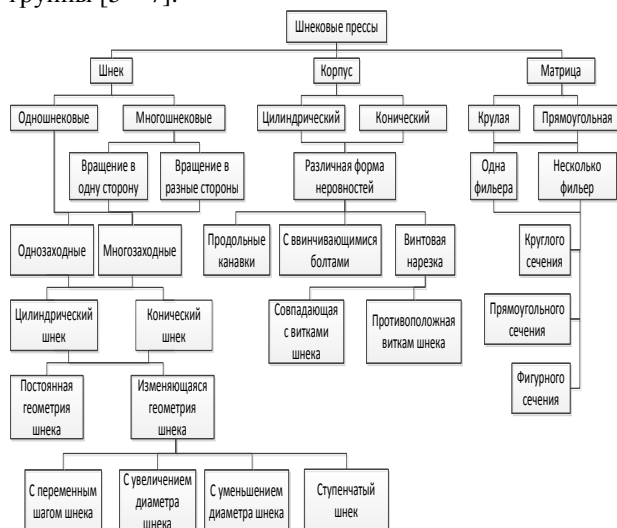 группы [5 – 7].
Шнековые прессы
Шнек
Корпус
Матрица
Одношнековые
Многошнековые
Цилиндрический
Конический
Крулая
Прямоугольная
Вращение в
одну сторону
Вращение в
разные стороны
Различная форма
неровностей
Одна
фильера
Несколько
фильер
Однозаходные
Многозаходные
Продольные
канавки
С ввинчивающимися
болтами
Винтовая
нарезка
Круглого
сечения
Цилиндрический
шнек
Конический
шнек
Совпадающая
с витками
шнека
Противоположная
виткам шнека
Прямоугольного
сечения
Постоянная
геометрия
шнека
Изменяющаяся
геометрия
шнека
Фигурного
сечения
С переменным
шагом шнека
С увеличением
диаметра
шнека
С уменьшением
диаметра шнека
Ступенчатый
шнек